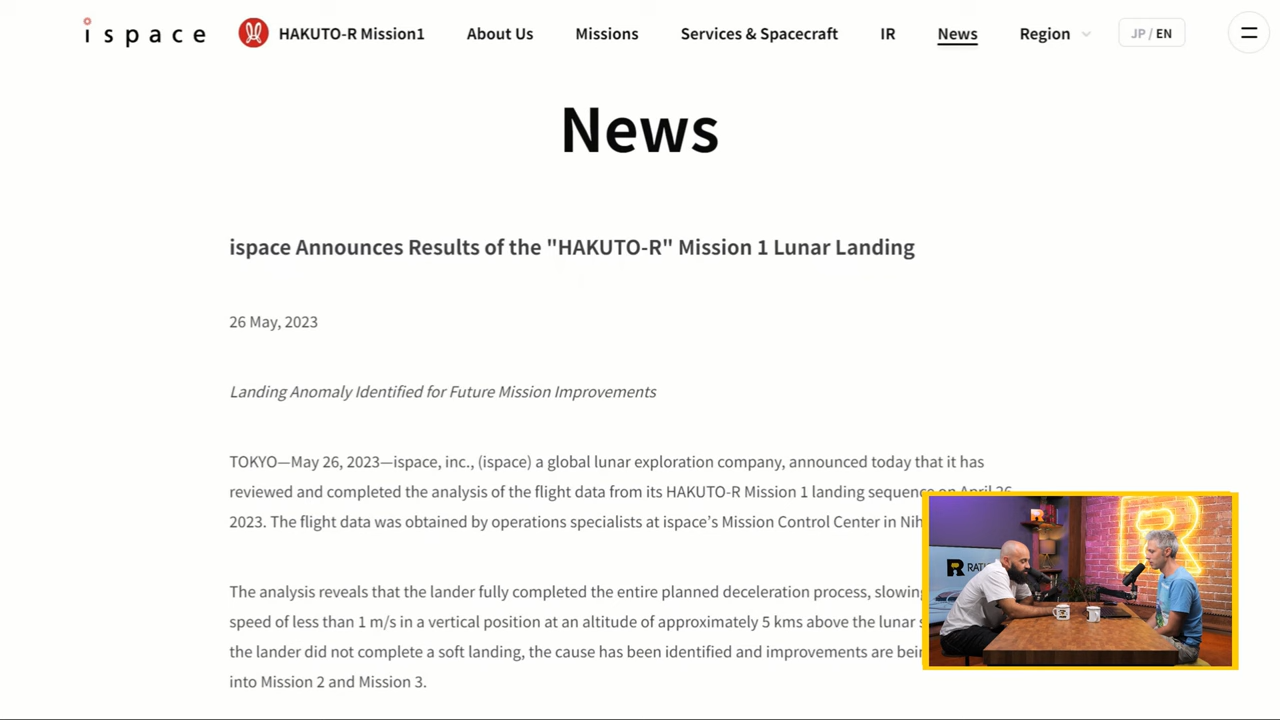 ispace HAKUTO-R Mission1 About Us Missions Services & Spacecraft IR News Region JP / EN
News
ispace Announces Results of the "HAKUTO-R" Mission 1 Lunar Landing
26 May, 2023
Landing Anomaly Identified for Future Mission Improvements
TOKYO—May 26, 2023—ispace, inc., (ispace) a global lunar exploration company, announced today that it has
reviewed and completed the analysis of the flight data from its HAKUTO-R Mission 1 landing sequence on April 26
2023. The flight data was obtained by operations specialists at ispace’s Mission Control Center in Nih
The analysis reveals that the lander fully completed the entire planned deceleration process, slowing
speed of less than 1 m/s in a vertical position at an altitude of approximately 5 kms above the lunar s
the lander did not complete a soft landing, the cause has been identified and improvements are bein
into Mission 2 and Mission 3.
R RATIO
R